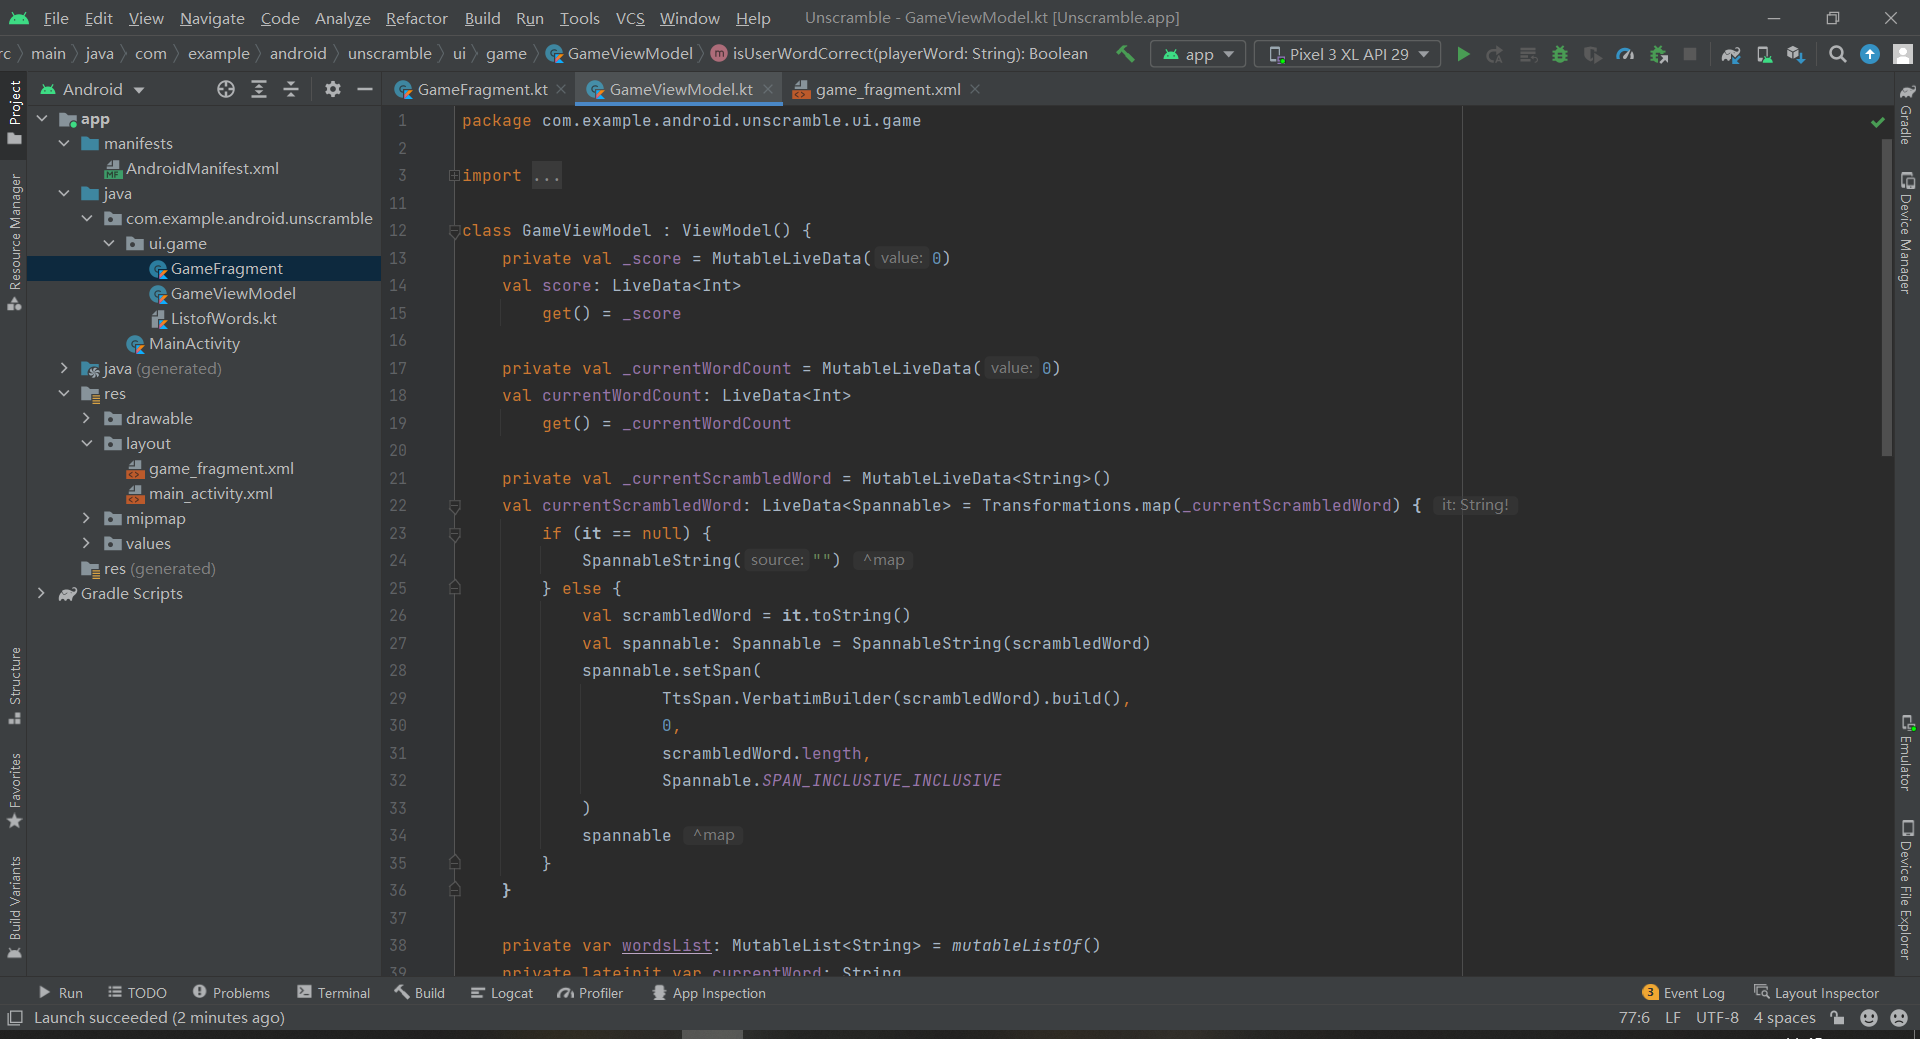 File Edit View Navigate Code Analyze Refactor Build Run Tools VCS Window Help Unscramble - GameViewModel.kt [Unscramble.app]
rc main java com example android unscramble ui game GameViewModel isUserWordCorrect(playerWord: String): Boolean app Pixel 3 XL API 29
Android
GameFragment.kt GameViewModel.kt game_fragment.xml
Project
Resource Manager
Structure
Favorites
Build Variants
app
manifests
AndroidManifest.xml
java
com.example.android.unscramble
ui.game
GameFragment
GameViewModel
ListofWords.kt
MainActivity
java (generated)
res
drawable
layout
game_fragment.xml
main_activity.xml
mipmap
values
res (generated)
Gradle Scripts
1 package com.example.android.unscramble.ui.game
2
3 import ...
11
12 class GameViewModel : ViewModel() {
13 private val _score = MutableLiveData( value: 0)
14 val score: LiveData<Int>
15 get() = _score
16
17 private val _currentWordCount = MutableLiveData( value: 0)
18 val currentWordCount: LiveData<Int>
19 get() = _currentWordCount
20
21 private val _currentScrambledWord = MutableLiveData<String>()
22 val currentScrambledWord: LiveData<Spannable> = Transformations.map(_currentScrambledWord) { it: String!
23 if (it == null) {
24 SpannableString( source: "") ^map
25 } else {
26 val scrambledWord = it.toString()
27 val spannable: Spannable = SpannableString(scrambledWord)
28 spannable.setSpan(
29 TtsSpan.VerbatimBuilder(scrambledWord).build(),
30 0,
31 scrambledWord.length,
32 Spannable.SPAN_INCLUSIVE_INCLUSIVE
33 )
34 spannable ^map
35 }
36 }
37
38 private var wordsList: MutableList<String> = mutableListOf()
39 private lateinit var currentWord: String
Gradle
Device Manager
Emulator
Device File Explorer
Run TODO Problems Terminal Build Logcat Profiler App Inspection 3 Event Log Layout Inspector
Launch succeeded (2 minutes ago) 77:6 LF UTF-8 4 spaces